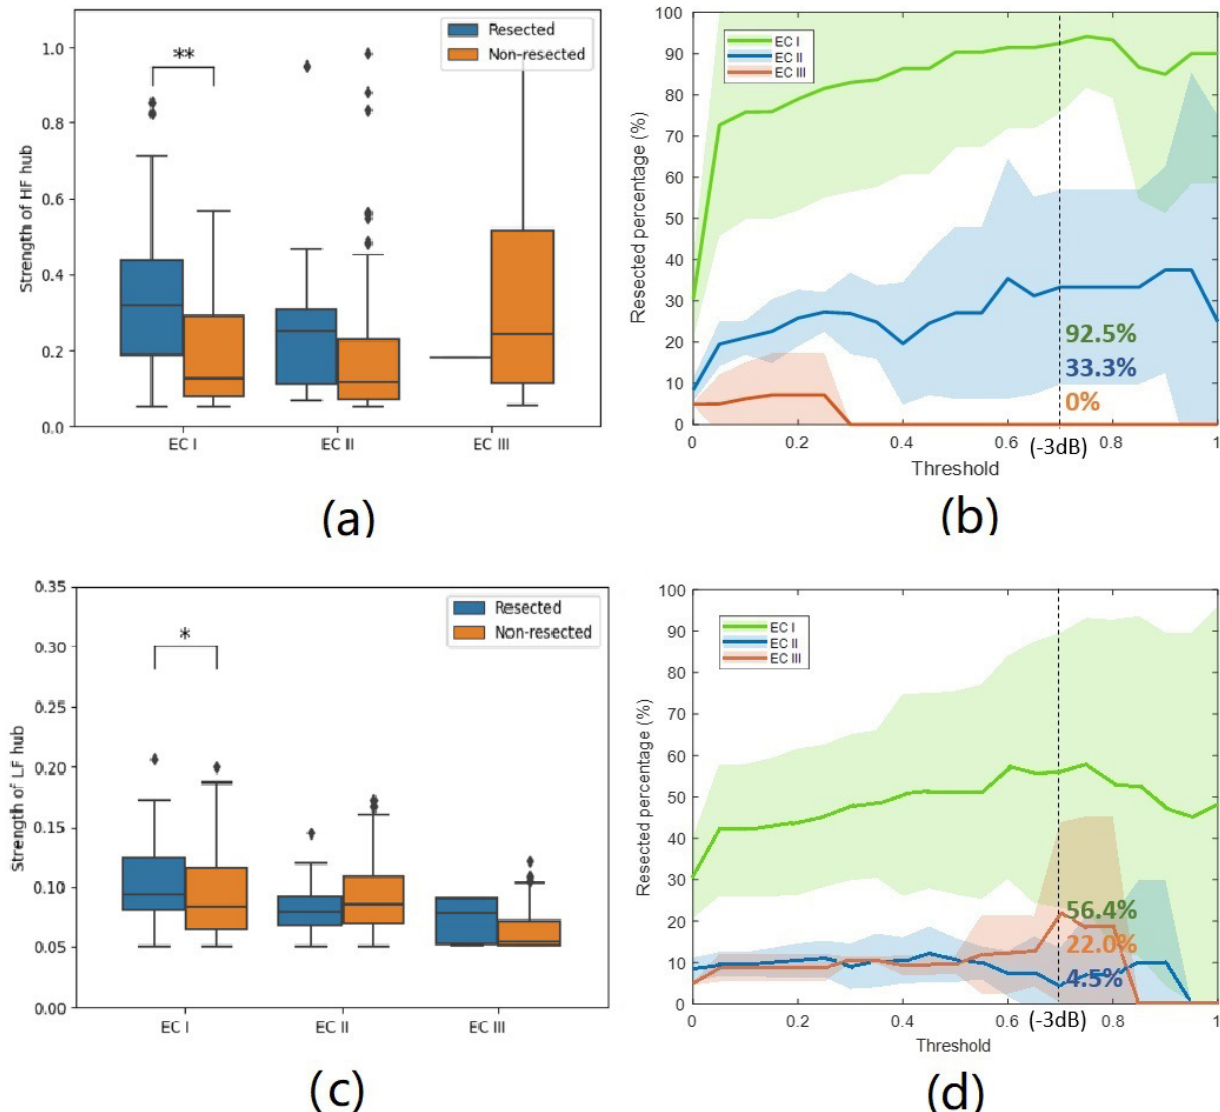 Resected
Non-resected
**
1.0
0.8
0.6
0.4
0.2
0.0
Strength of HF hub
EC I
EC II
EC III
(a)
100
90
80
70
60
50
40
30
20
10
0
Resected percentage (%)
EC I
EC II
EC III
92.5%
33.3%
0%
0
0.2
0.4
0.6
(-3dB)
0.8
1
Threshold
(b)
Resected
Non-resected
*
0.35
0.30
0.25
0.20
0.15
0.10
0.05
0.00
Strength of LF hub
EC I
EC II
EC III
(c)
100
90
80
70
60
50
40
30
20
10
0
Resected percentage (%)
EC I
EC II
EC III
56.4%
22.0%
4.5%
0
0.2
0.4
0.6
(-3dB)
0.8
1
Threshold
(d)